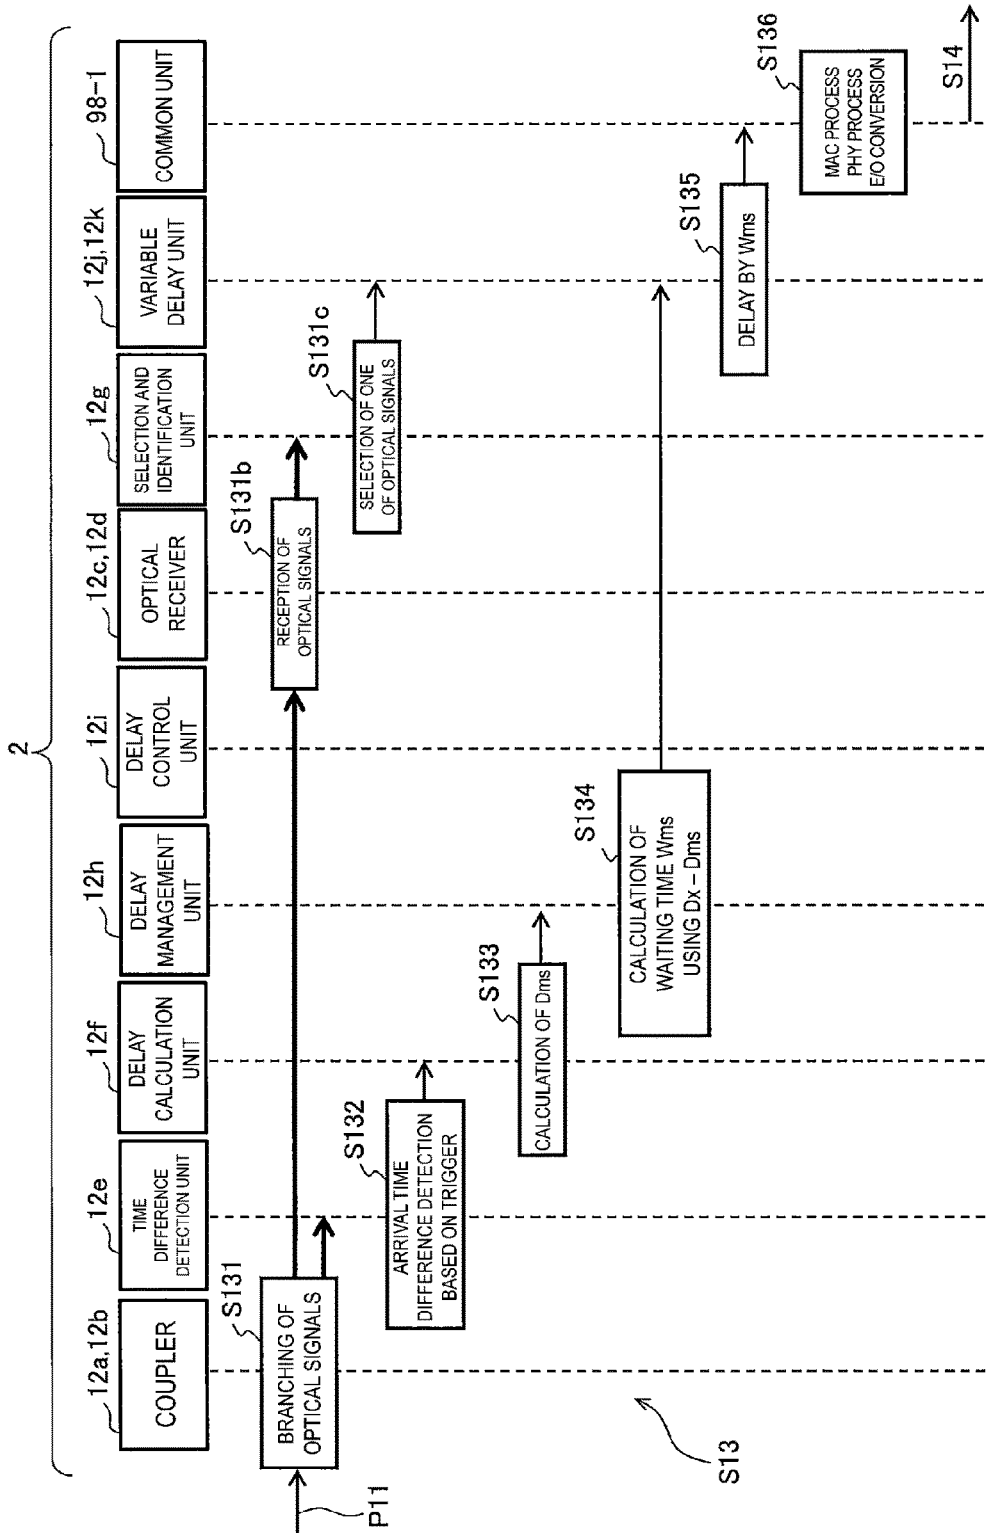 2
12a,12b
COUPLER
12e
TIME
DIFFERENCE
DETECTION UNIT
12f
DELAY
CALCULATION
UNIT
12h
DELAY
MANAGEMENT
UNIT
12i
DELAY
CONTROL
UNIT
12c,12d
OPTICAL
RECEIVER
12g
SELECTION AND
IDENTIFICATION
UNIT
12j,12k
VARIABLE
DELAY UNIT
98-1
COMMON UNIT
P11
S131
BRANCHING OF
OPTICAL SIGNALS
S131b
RECEPTION OF
OPTICAL SIGNALS
S131c
SELECTION OF ONE
OF OPTICAL SIGNALS
S132
ARRIVAL TIME
DIFFERENCE DETECTION
BASED ON TRIGGER
S133
CALCULATION OF Dms
S134
CALCULATION OF
WAITING TIME Wms
USING Dx – Dms
S135
DELAY BY Wms
S136
MAC PROCESS
PHY PROCESS
E/O CONVERSION
S14
S13